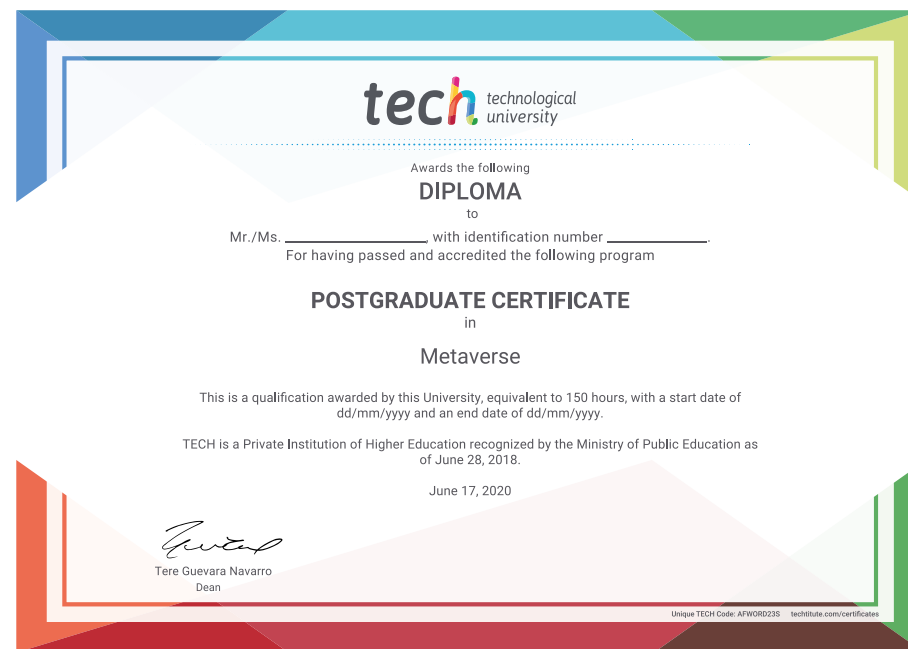 tech technological
university
Awards the following
DIPLOMA
to
Mr./Ms. ____________, with identification number ____________.
For having passed and accredited the following program
POSTGRADUATE CERTIFICATE
in
Metaverse
This is a qualification awarded by this University, equivalent to 150 hours, with a start date of
dd/mm/yyyy and an end date of dd/mm/yyyy.
TECH is a Private Institution of Higher Education recognized by the Ministry of Public Education as
of June 28, 2018.
June 17, 2020
Tere Guevara Navarro
Dean
Unique TECH Code: AFWORD23S techtitute.com/certificates